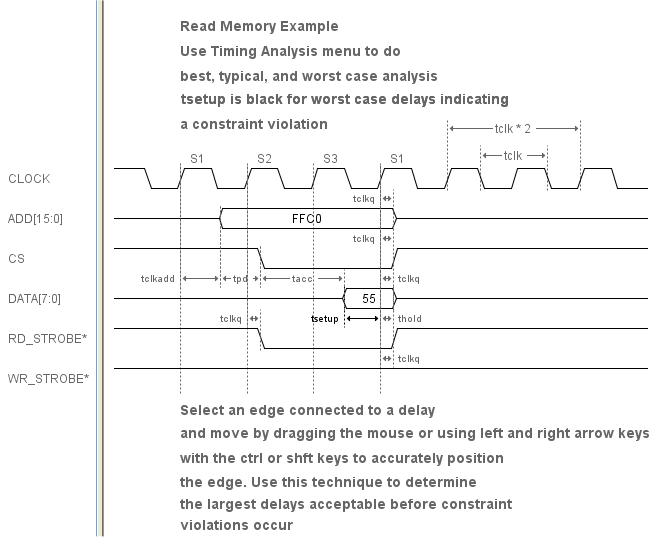 Read Memory Example
Use Timing Analysis menu to do
best, typical, and worst case analysis
tsetup is black for worst case delays indicating
a constraint violation
tclk * 2
S1 S2 S3 S1 tclk
CLOCK
tclkq
ADD[15:0] FFC0
tclkq
CS
tclkadd tpd tacc tclkq
DATA[7:0] 55
tclkq tsetup thold
RD_STROBE*
tclkq
WR_STROBE*
Select an edge connected to a delay
and move by dragging the mouse or using left and right arrow keys
with the ctrl or shft keys to accurately position
the edge. Use this technique to determine
the largest delays acceptable before constraint
violations occur